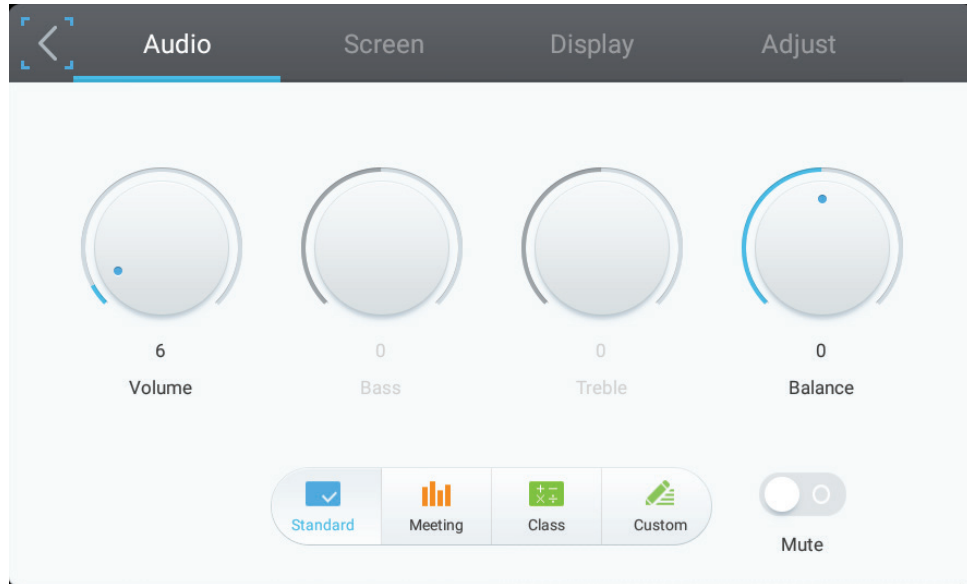 Audio Screen Display Adjust
6 0 0 0
Volume Bass Treble Balance
Standard Meeting Class Custom
Mute